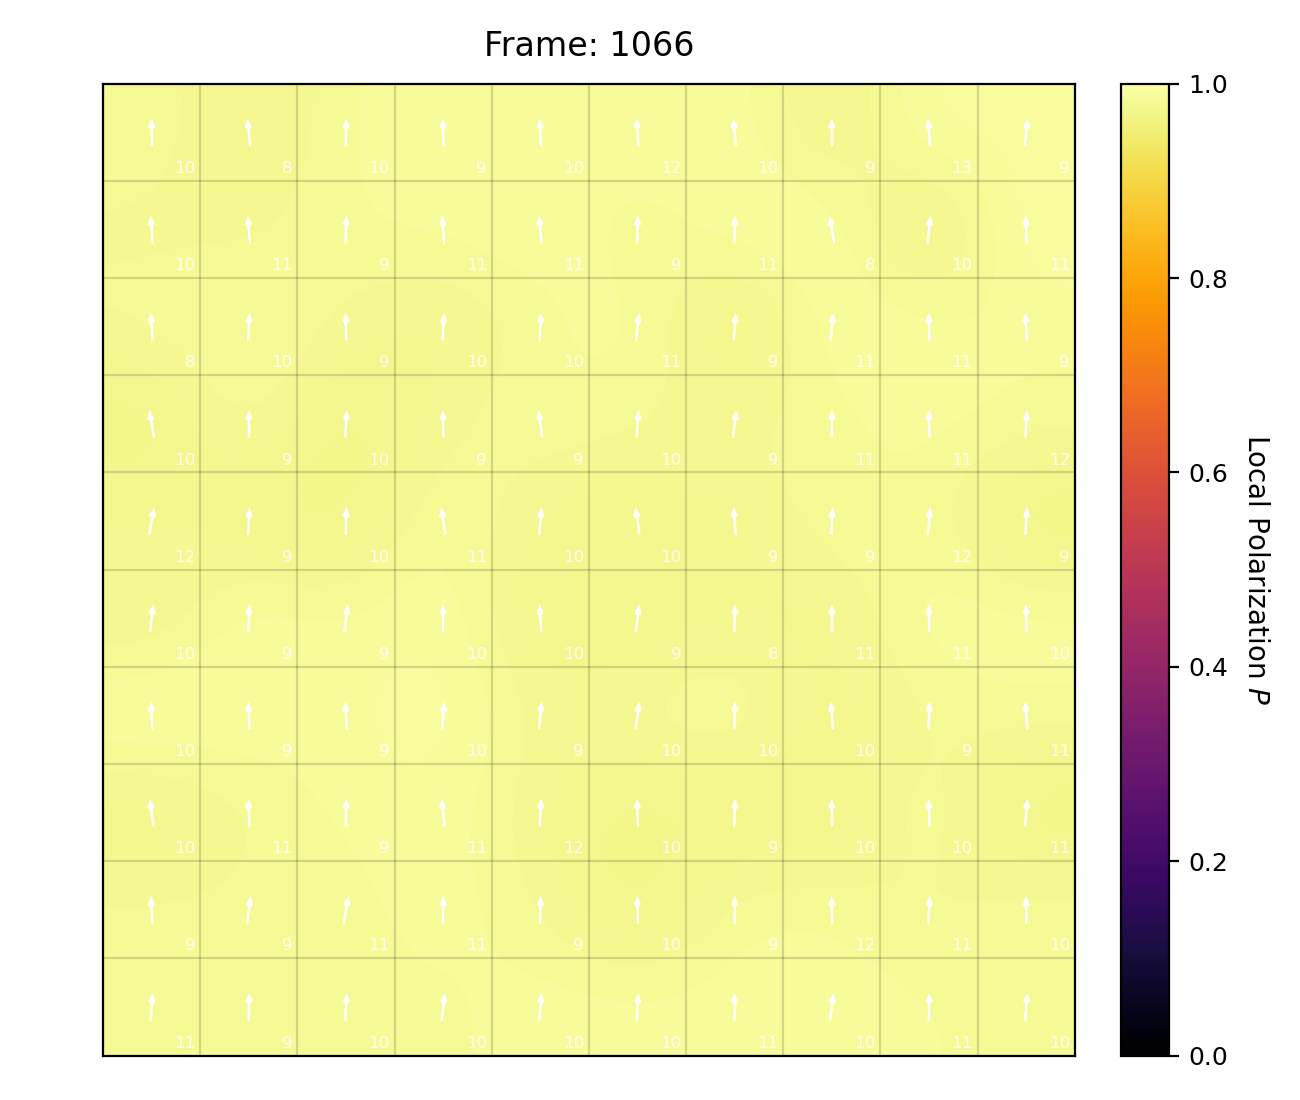 Frame: 1066
10 8 10 9 10 12 10 9 13 9
10 11 9 11 11 9 11 8 10 11
8 10 9 10 10 11 9 11 11 9
10 9 10 9 9 10 9 11 11 12
12 9 10 11 10 10 9 9 12 9
10 9 9 10 10 9 8 11 11 10
10 9 9 10 9 10 10 10 9 11
10 11 9 11 12 10 9 10 10 11
9 9 11 11 9 10 9 12 11 10
11 9 10 10 10 10 11 10 11 10
1.0
0.8
0.6
0.4
0.2
0.0
Local Polarization P